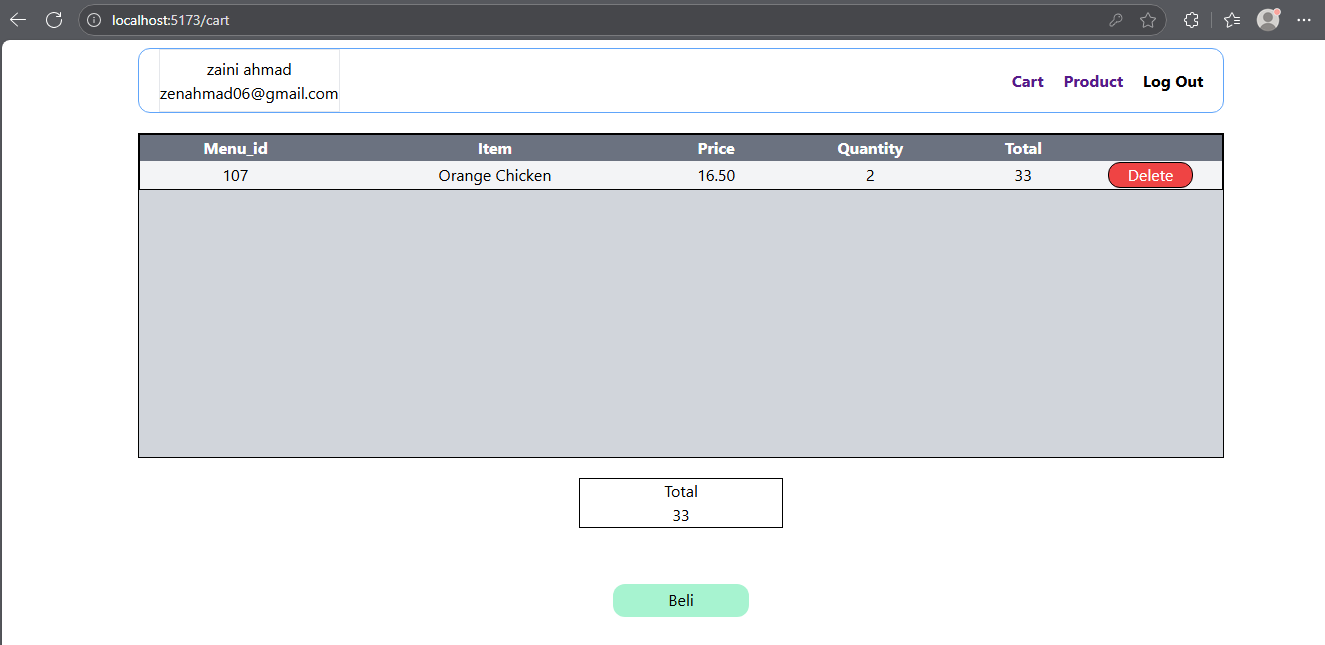 localhost:5173/cart
zaini ahmad
zenahmad06@gmail.com
Cart Product Log Out
Menu_id Item Price Quantity Total
107 Orange Chicken 16.50 2 33 Delete
Total
33
Beli